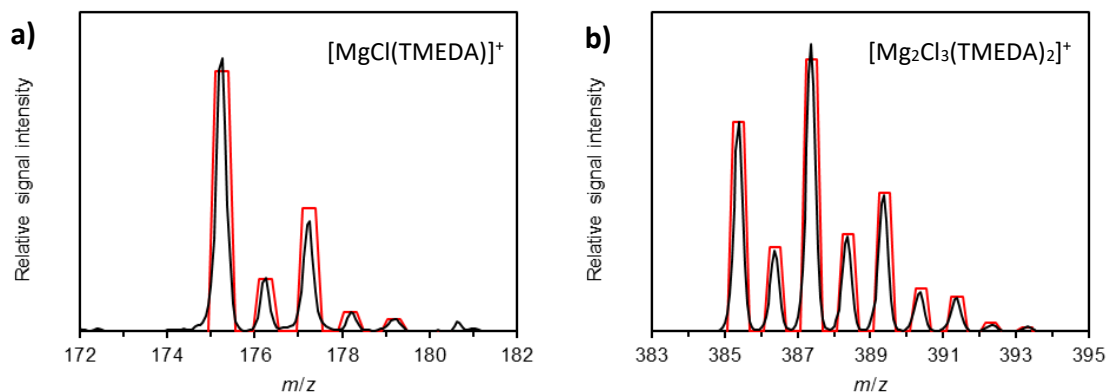 a)
[MgCl(TMEDA)]⁺
Relative signal intensity
172 174 176 178 180 182
m/z
b)
[Mg₂Cl₃(TMEDA)₂]⁺
Relative signal intensity
383 385 387 389 391 393 395
m/z